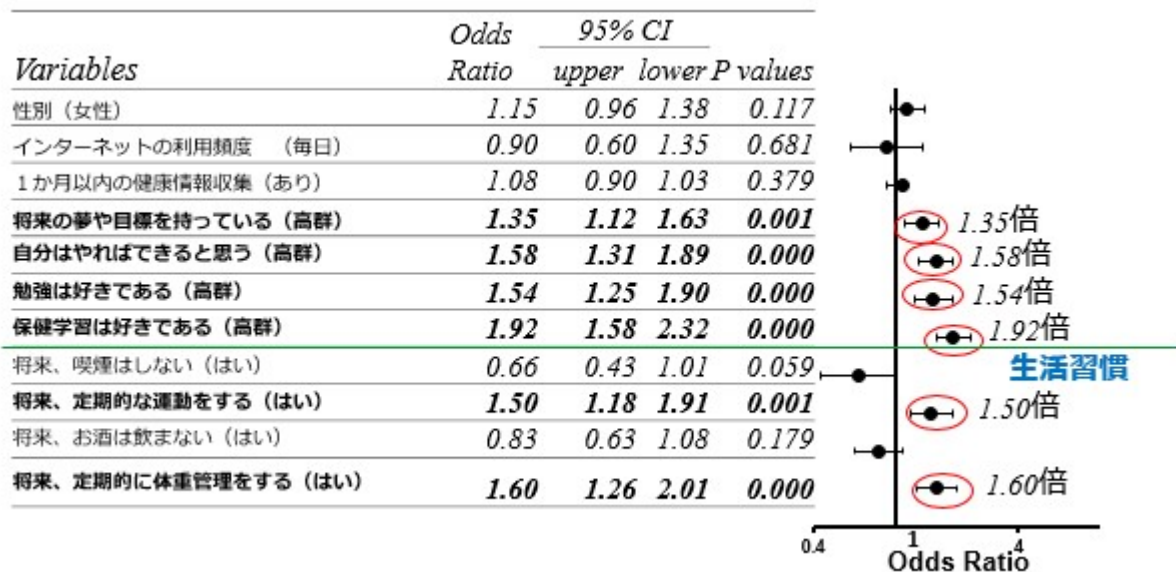 Odds 95% CI
Variables Ratio upper lower P values
性別（女性） 1.15 0.96 1.38 0.117
インターネットの利用頻度　（毎日） 0.90 0.60 1.35 0.681
１か月以内の健康情報収集（あり） 1.08 0.90 1.03 0.379
将来の夢や目標を持っている（高群） 1.35 1.12 1.63 0.001 1.35倍
自分はやればできると思う（高群） 1.58 1.31 1.89 0.000 1.58倍
勉強は好きである（高群） 1.54 1.25 1.90 0.000 1.54倍
保健学習は好きである（高群） 1.92 1.58 2.32 0.000 1.92倍
将来、喫煙はしない（はい） 0.66 0.43 1.01 0.059 生活習慣
将来、定期的な運動をする（はい） 1.50 1.18 1.91 0.001 1.50倍
将来、お酒は飲まない（はい） 0.83 0.63 1.08 0.179
将来、定期的に体重管理をする（はい） 1.60 1.26 2.01 0.000 1.60倍
0.4 1 4
Odds Ratio